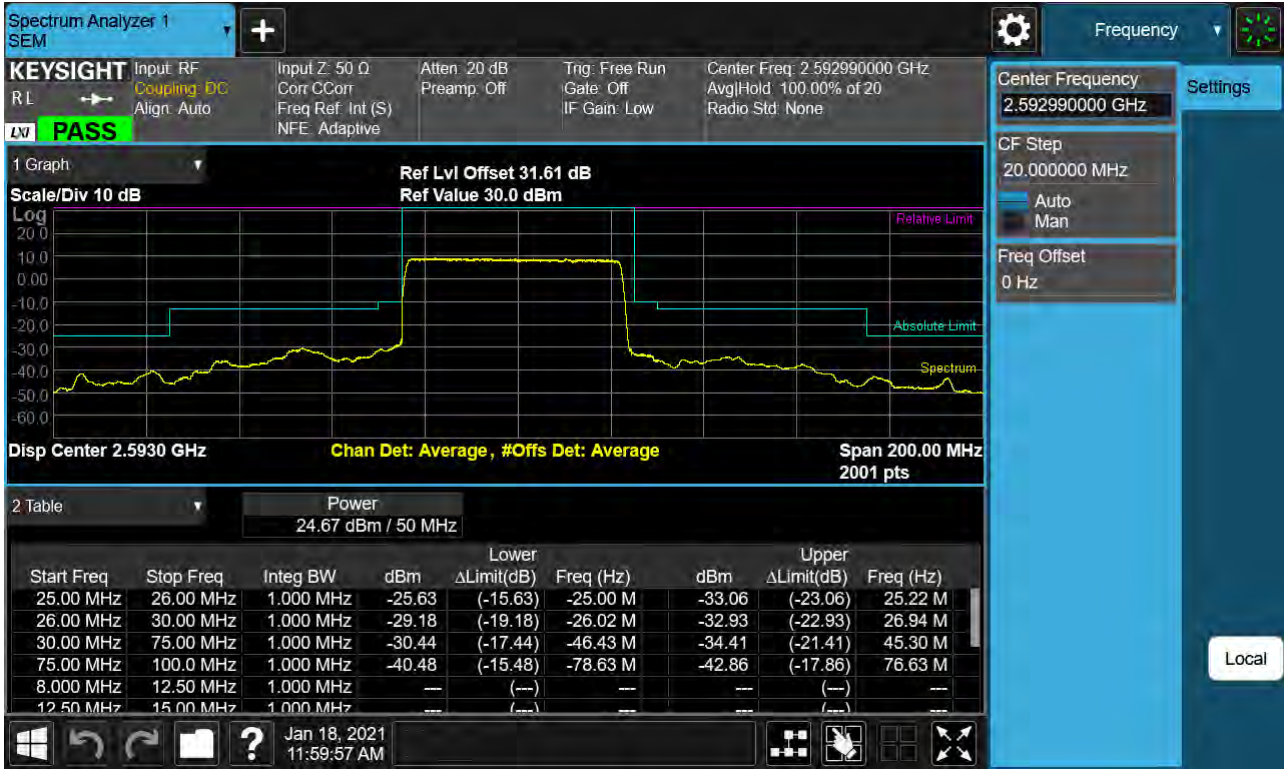 Spectrum Analyzer 1
SEM
Frequency
KEYSIGHT
R L
LXI
PASS
Input: RF
Coupling: DC
Align: Auto
Input Z: 50 Ω
Corr CCorr
Freq Ref: Int (S)
NFE: Adaptive
Atten: 20 dB
Preamp: Off
Trig: Free Run
Gate: Off
IF Gain: Low
Center Freq: 2.592990000 GHz
Avg|Hold: 100.00% of 20
Radio Std: None
Center Frequency
2.592990000 GHz
Settings
CF Step
20.000000 MHz
Auto
Man
Freq Offset
0 Hz
Local
1 Graph
Scale/Div 10 dB
Ref Lvl Offset 31.61 dB
Ref Value 30.0 dBm
Log
20.0
10.0
0.00
-10.0
-20.0
-30.0
-40.0
-50.0
-60.0
Relative Limit
Absolute Limit
Spectrum
Disp Center 2.5930 GHz
Chan Det: Average , #Offs Det: Average
Span 200.00 MHz
2001 pts
2 Table
Power
24.67 dBm / 50 MHz
Lower Upper
Start Freq Stop Freq Integ BW dBm ΔLimit(dB) Freq (Hz) dBm ΔLimit(dB) Freq (Hz)
25.00 MHz 26.00 MHz 1.000 MHz -25.63 (-15.63) -25.00 M -33.06 (-23.06) 25.22 M
26.00 MHz 30.00 MHz 1.000 MHz -29.18 (-19.18) -26.02 M -32.93 (-22.93) 26.94 M
30.00 MHz 75.00 MHz 1.000 MHz -30.44 (-17.44) -46.43 M -34.41 (-21.41) 45.30 M
75.00 MHz 100.0 MHz 1.000 MHz -40.48 (-15.48) -78.63 M -42.86 (-17.86) 76.63 M
8.000 MHz 12.50 MHz 1.000 MHz --- (---) --- --- (---) ---
12.50 MHz 15.00 MHz 1.000 MHz --- (---) --- --- (---) ---
?
Jan 18, 2021
11:59:57 AM